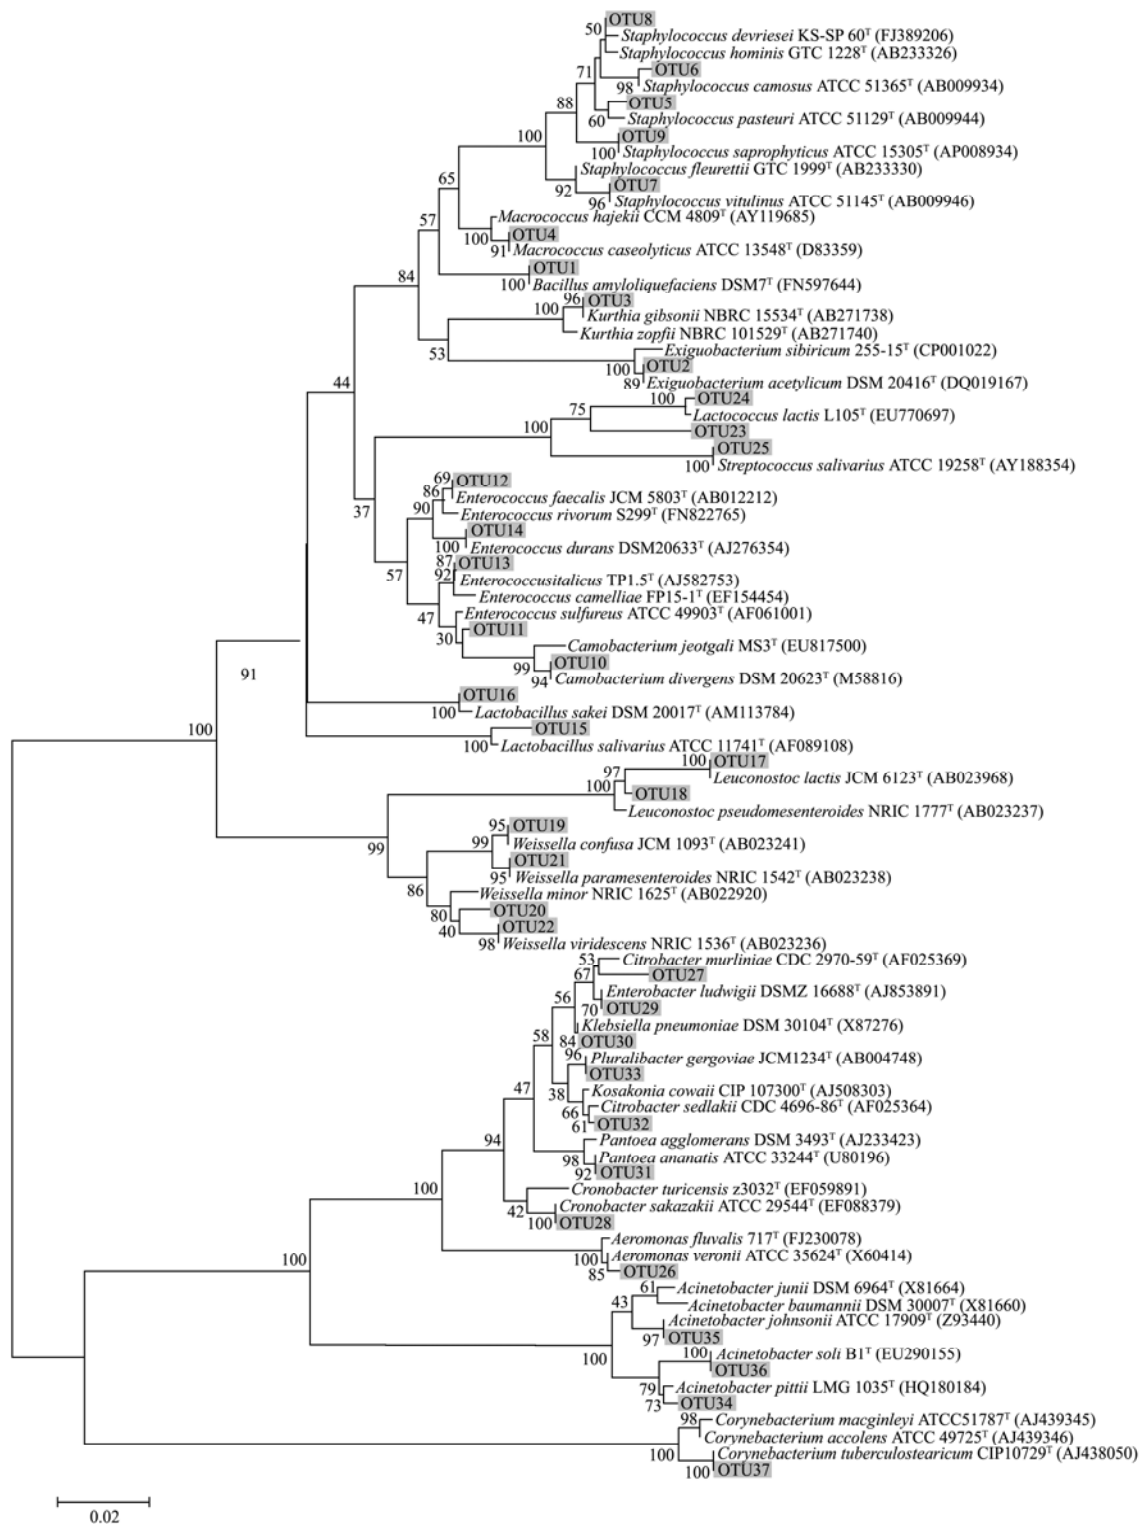 OTU8
50
Staphylococcus devriesei KS-SP 60ᵀ (FJ389206)
Staphylococcus hominis GTC 1228ᵀ (AB233326)
71
OTU6
98
Staphylococcus camosus ATCC 51365ᵀ (AB009934)
88
OTU5
60
Staphylococcus pasteuri ATCC 51129ᵀ (AB009944)
100
OTU9
100
Staphylococcus saprophyticus ATCC 15305ᵀ (AP008934)
Staphylococcus fleurettii GTC 1999ᵀ (AB233330)
65
92
OTU7
96
Staphylococcus vitulinus ATCC 51145ᵀ (AB009946)
Macrococcus hajekii CCM 4809ᵀ (AY119685)
57
100
OTU4
91
Macrococcus caseolyticus ATCC 13548ᵀ (D83359)
84
OTU1
100
Bacillus amyloliquefaciens DSM7ᵀ (FN597644)
96
OTU3
100
Kurthia gibsonii NBRC 15534ᵀ (AB271738)
Kurthia zopfii NBRC 101529ᵀ (AB271740)
53
Exiguobacterium sibiricum 255-15ᵀ (CP001022)
100
OTU2
44
89
Exiguobacterium acetylicum DSM 20416ᵀ (DQ019167)
100
OTU24
75
Lactococcus lactis L105ᵀ (EU770697)
100
OTU23
OTU25
100
Streptococcus salivarius ATCC 19258ᵀ (AY188354)
69
OTU12
86
Enterococcus faecalis JCM 5803ᵀ (AB012212)
37
90
Enterococcus rivorum S299ᵀ (FN822765)
OTU14
100
Enterococcus durans DSM20633ᵀ (AJ276354)
87
OTU13
57
92
Enterococcusitalicus TP1.5ᵀ (AJ582753)
Enterococcus camelliae FP15-1ᵀ (EF154454)
47
Enterococcus sulfureus ATCC 49903ᵀ (AF061001)
30
OTU11
Camobacterium jeotgali MS3ᵀ (EU817500)
91
99
OTU10
94
Camobacterium divergens DSM 20623ᵀ (M58816)
OTU16
100
Lactobacillus sakei DSM 20017ᵀ (AM113784)
100
OTU15
100
Lactobacillus salivarius ATCC 11741ᵀ (AF089108)
100
OTU17
97
Leuconostoc lactis JCM 6123ᵀ (AB023968)
100
OTU18
Leuconostoc pseudomesenteroides NRIC 1777ᵀ (AB023237)
95
OTU19
99
99
Weissella confusa JCM 1093ᵀ (AB023241)
OTU21
95
Weissella paramesenteroides NRIC 1542ᵀ (AB023238)
86
Weissella minor NRIC 1625ᵀ (AB022920)
80
OTU20
40
OTU22
98
Weissella viridescens NRIC 1536ᵀ (AB023236)
53
Citrobacter murliniae CDC 2970-59ᵀ (AF025369)
67
OTU27
56
Enterobacter ludwigii DSMZ 16688ᵀ (AJ853891)
70
OTU29
Klebsiella pneumoniae DSM 30104ᵀ (X87276)
58
84
OTU30
96
Pluralibacter gergoviae JCM1234ᵀ (AB004748)
OTU33
47
38
Kosakonia cowaii CIP 107300ᵀ (AJ508303)
66
Citrobacter sedlakii CDC 4696-86ᵀ (AF025364)
61
OTU32
94
Pantoea agglomerans DSM 3493ᵀ (AJ233423)
98
Pantoea ananatis ATCC 33244ᵀ (U80196)
92
OTU31
100
Cronobacter turicensis z3032ᵀ (EF059891)
42
Cronobacter sakazakii ATCC 29544ᵀ (EF088379)
100
OTU28
Aeromonas fluvalis 717ᵀ (FJ230078)
100
100
Aeromonas veronii ATCC 35624ᵀ (X60414)
85
OTU26
61
Acinetobacter junii DSM 6964ᵀ (X81664)
43
Acinetobacter baumannii DSM 30007ᵀ (X81660)
Acinetobacter johnsonii ATCC 17909ᵀ (Z93440)
97
OTU35
100
100
Acinetobacter soli B1ᵀ (EU290155)
OTU36
79
Acinetobacter pittii LMG 1035ᵀ (HQ180184)
73
OTU34
98
Corynebacterium macginleyi ATCC51787ᵀ (AJ439345)
Corynebacterium accolens ATCC 49725ᵀ (AJ439346)
100
Corynebacterium tuberculostearicum CIP10729ᵀ (AJ438050)
100
OTU37
0.02